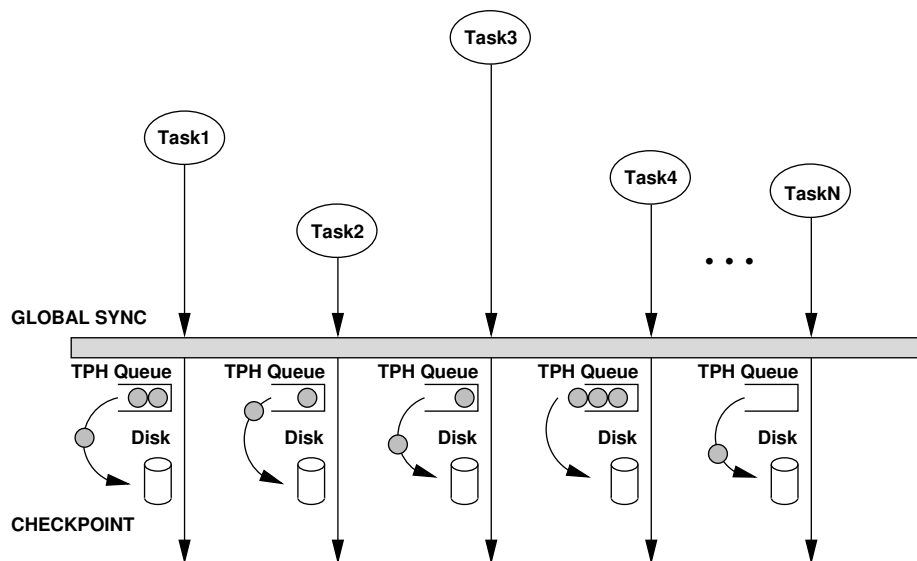 Task3
Task1
Task4
TaskN
Task2
• • •
GLOBAL SYNC
TPH Queue TPH Queue TPH Queue TPH Queue TPH Queue
Disk Disk Disk Disk Disk
CHECKPOINT